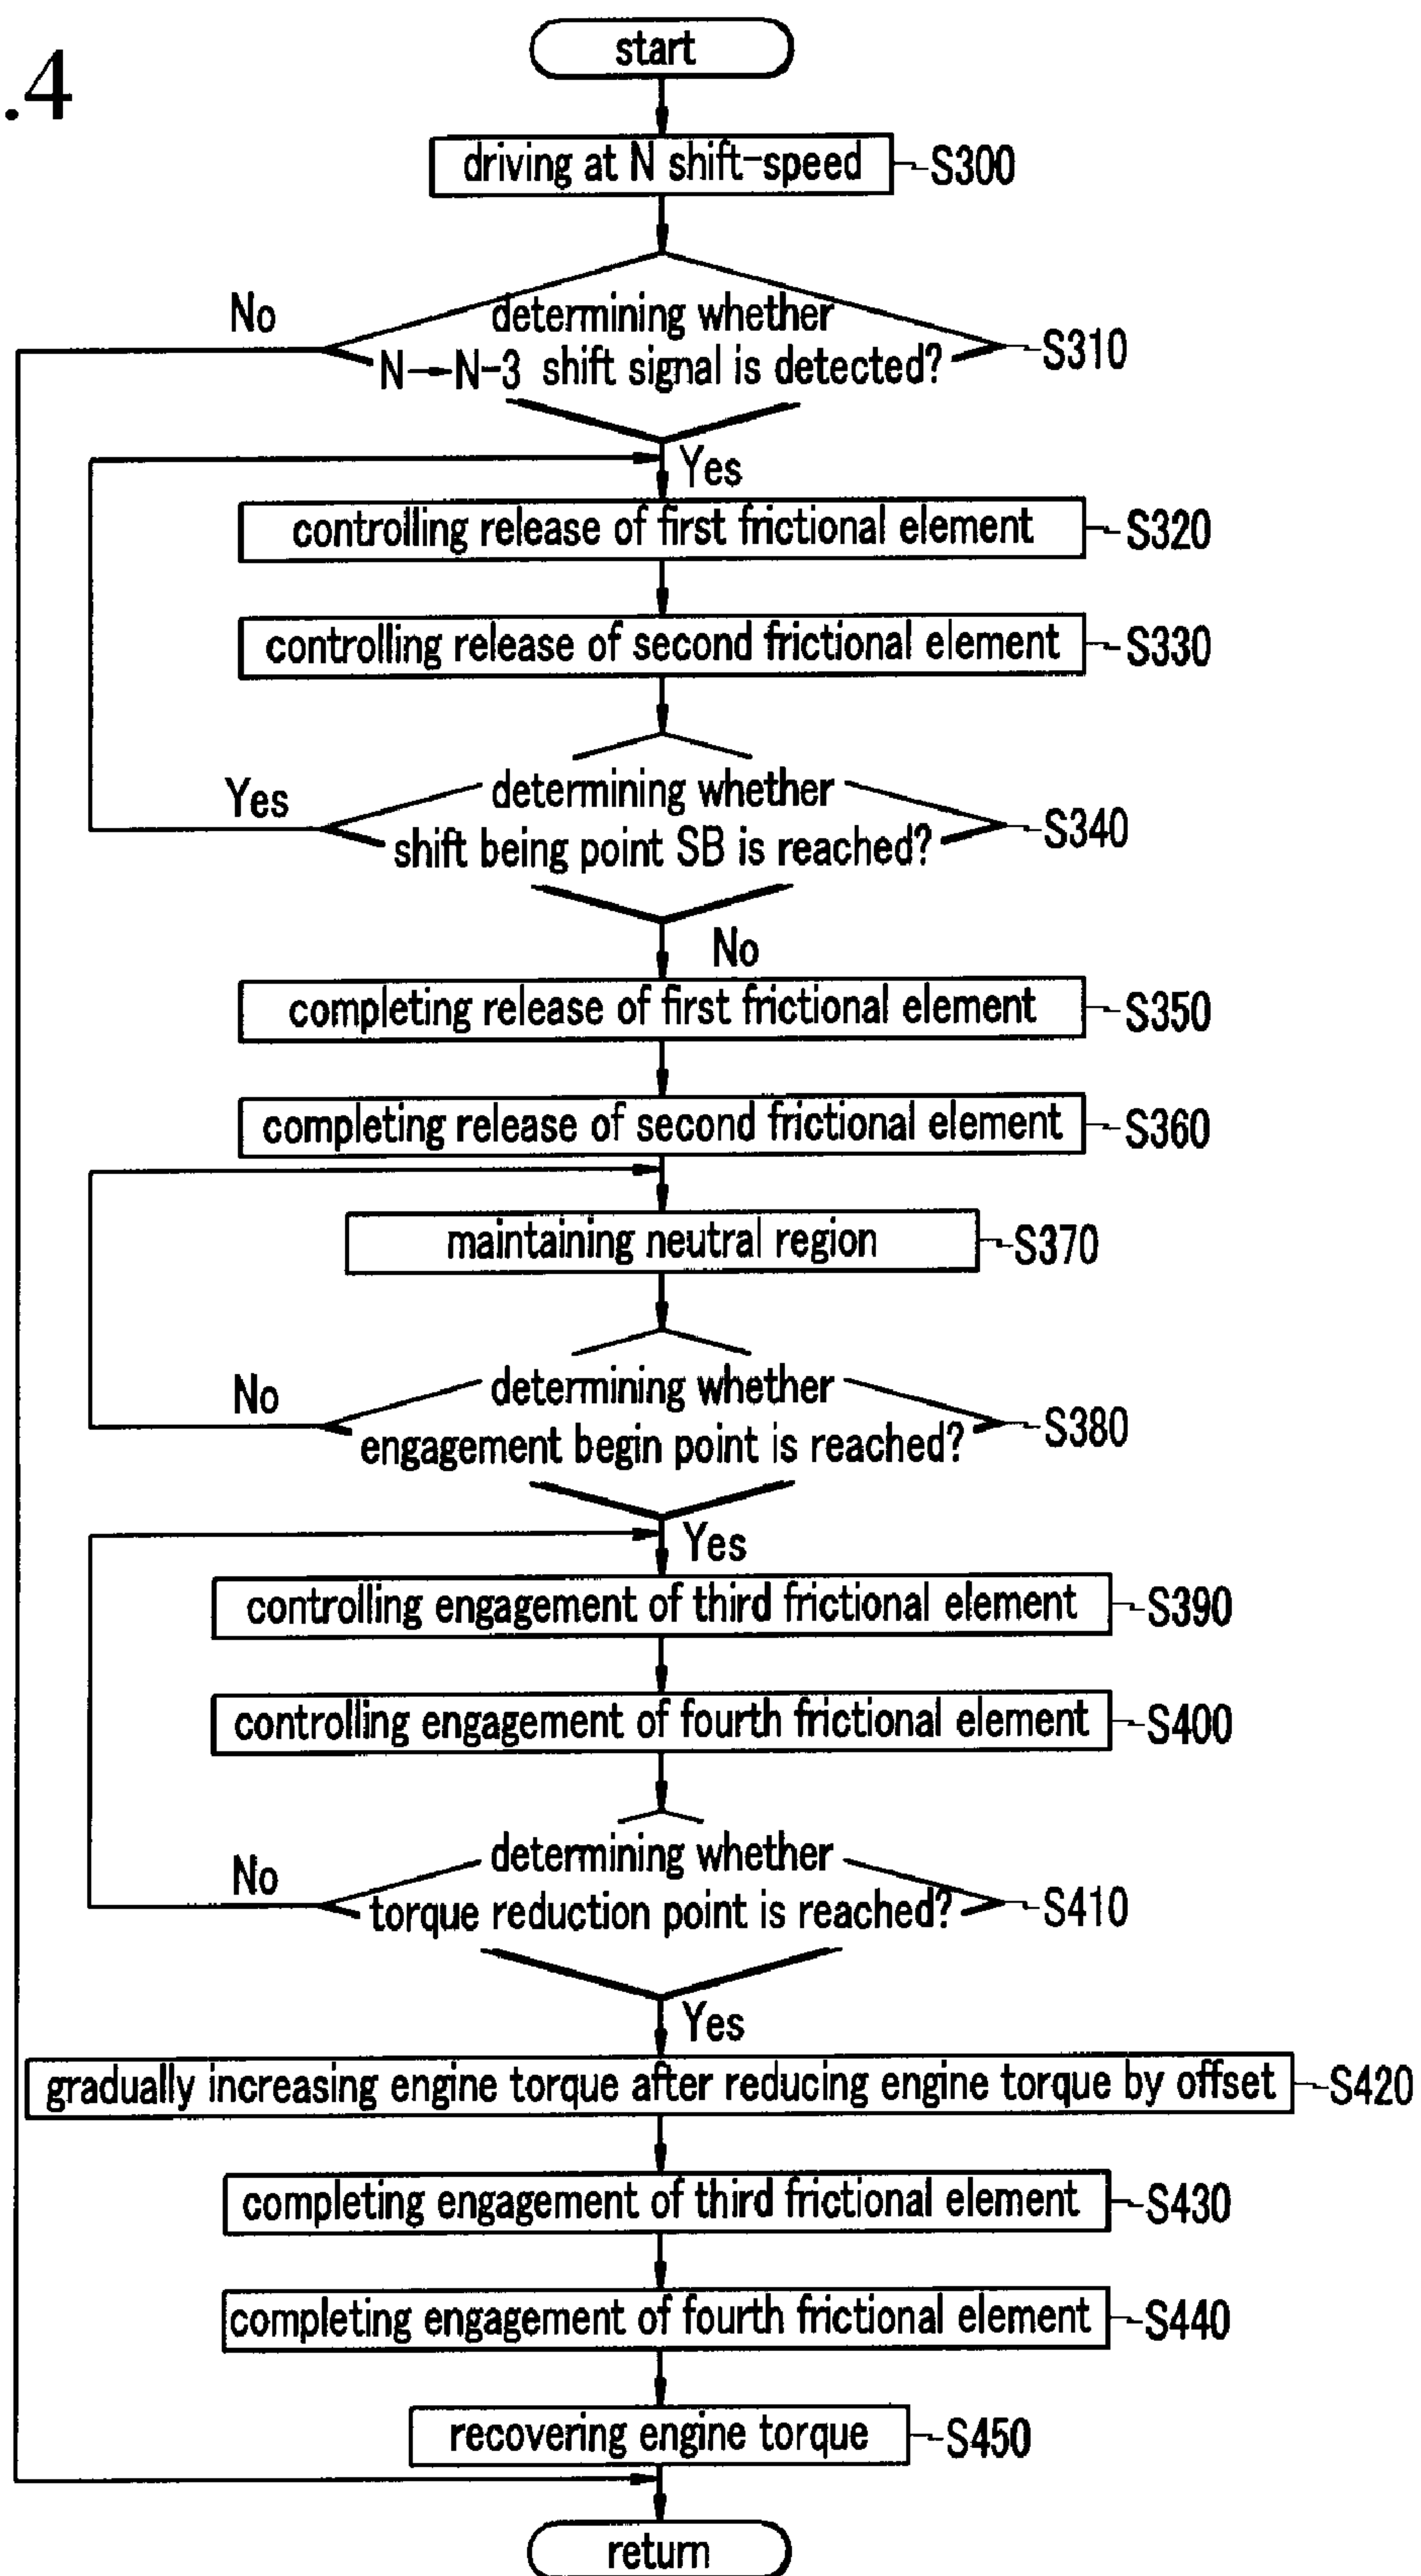 .4
start
driving at N shift-speed
S300
No
determining whether
N→N-3 shift signal is detected?
S310
Yes
controlling release of first frictional element
S320
controlling release of second frictional element
S330
Yes
determining whether
shift being point SB is reached?
S340
No
completing release of first frictional element
S350
completing release of second frictional element
S360
maintaining neutral region
S370
No
determining whether
engagement begin point is reached?
S380
Yes
controlling engagement of third frictional element
S390
controlling engagement of fourth frictional element
S400
No
determining whether
torque reduction point is reached?
S410
Yes
gradually increasing engine torque after reducing engine torque by offset
S420
completing engagement of third frictional element
S430
completing engagement of fourth frictional element
S440
recovering engine torque
S450
return